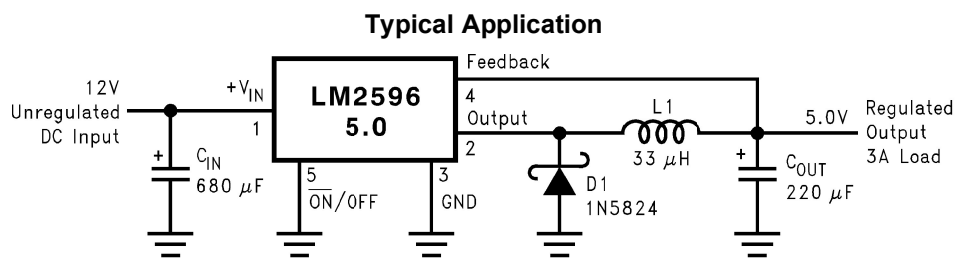 Typical Application
12V
Unregulated
DC Input
+VIN
1
CIN
680 μF
+
LM2596
5.0
Feedback
4
Output
2
5
ON/OFF
3
GND
D1
1N5824
L1
33 μH
5.0V
+
COUT
220 μF
Regulated
Output
3A Load